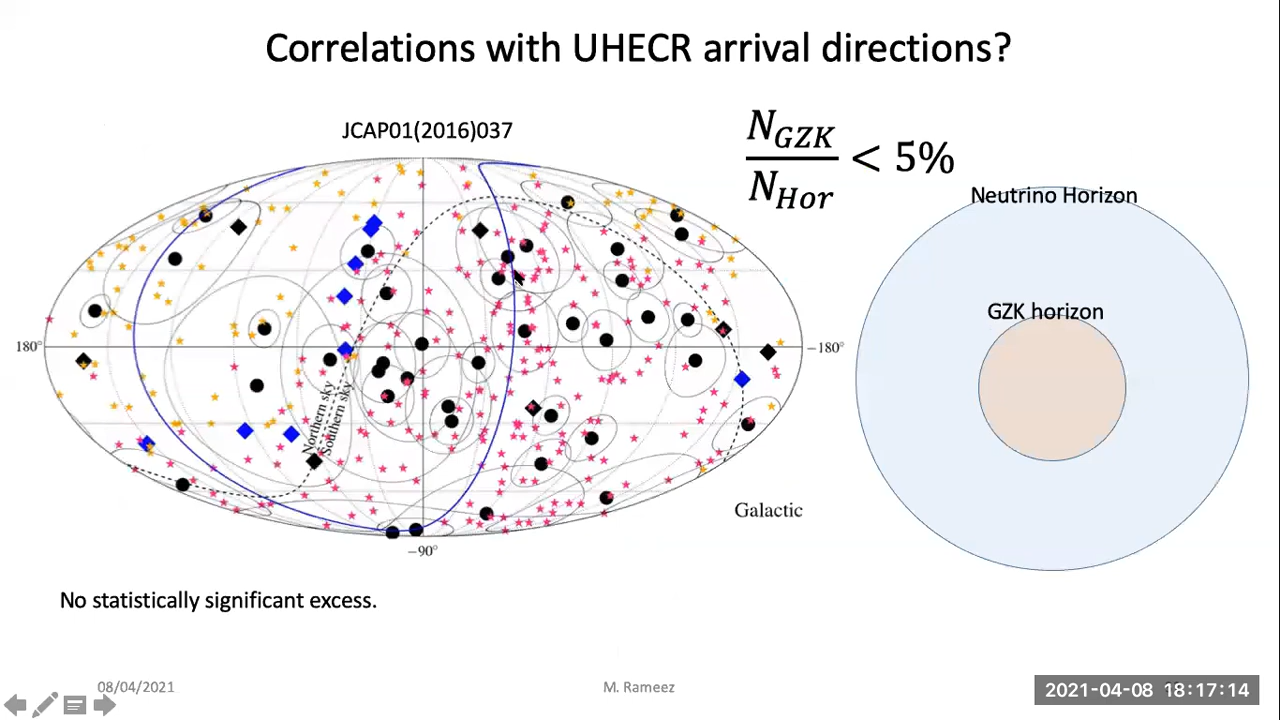 Correlations with UHECR arrival directions?
JCAP01(2016)037
N_GZK / N_Hor < 5%
Neutrino Horizon
GZK horizon
180°
−180°
Northern sky
Southern sky
Galactic
−90°
No statistically significant excess.
08/04/2021
M. Rameez
2021-04-08 18:17:14